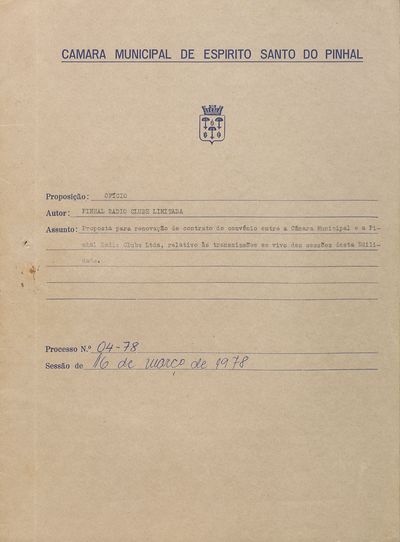 CAMARA MUNICIPAL DE ESPIRITO SANTO DO PINHAL
Proposição: OFÍCIO
Autor: PINHAL RADIO CLUBE LIMITADA
Assunto: Proposta para renovação de contrato de convênio entre a Câmara Municipal e a Pi-
nhal Radio Clube Ltda, relativo às transmissões ao vivo das sessões desta Edili-
dade.
Processo N.º 04-78
Sessão de 16 de março de 1978